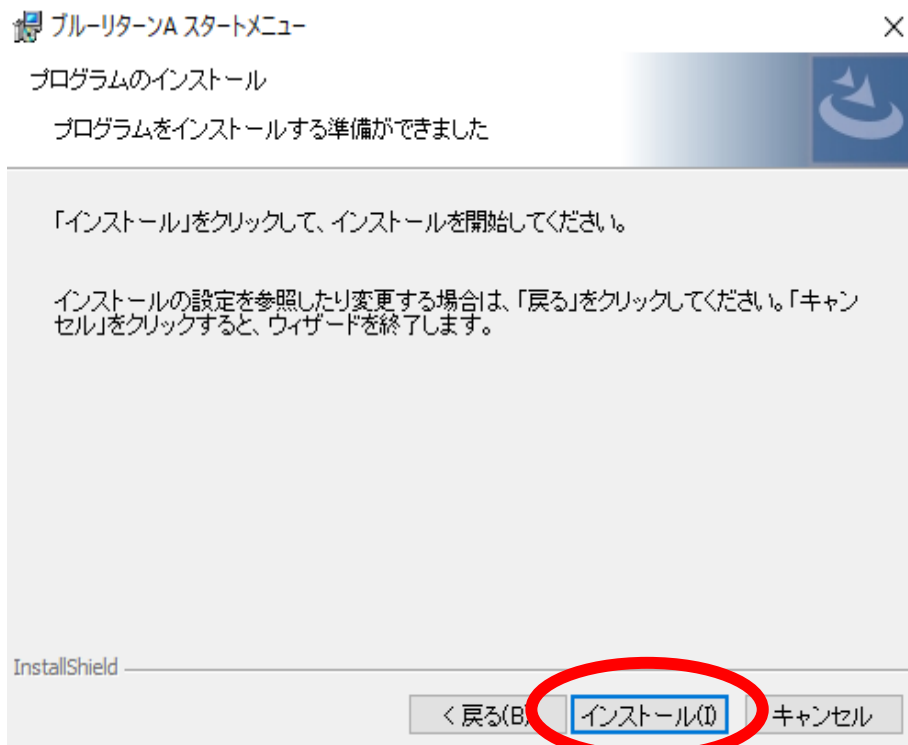 ブルーリターンA スタートメニュー
プログラムのインストール
プログラムをインストールする準備ができました
「インストール」をクリックして、インストールを開始してください。
インストールの設定を参照したり変更する場合は、「戻る」をクリックしてください。「キャン
セル」をクリックすると、ウィザードを終了します。
InstallShield
< 戻る(B)
インストール(I)
キャンセル